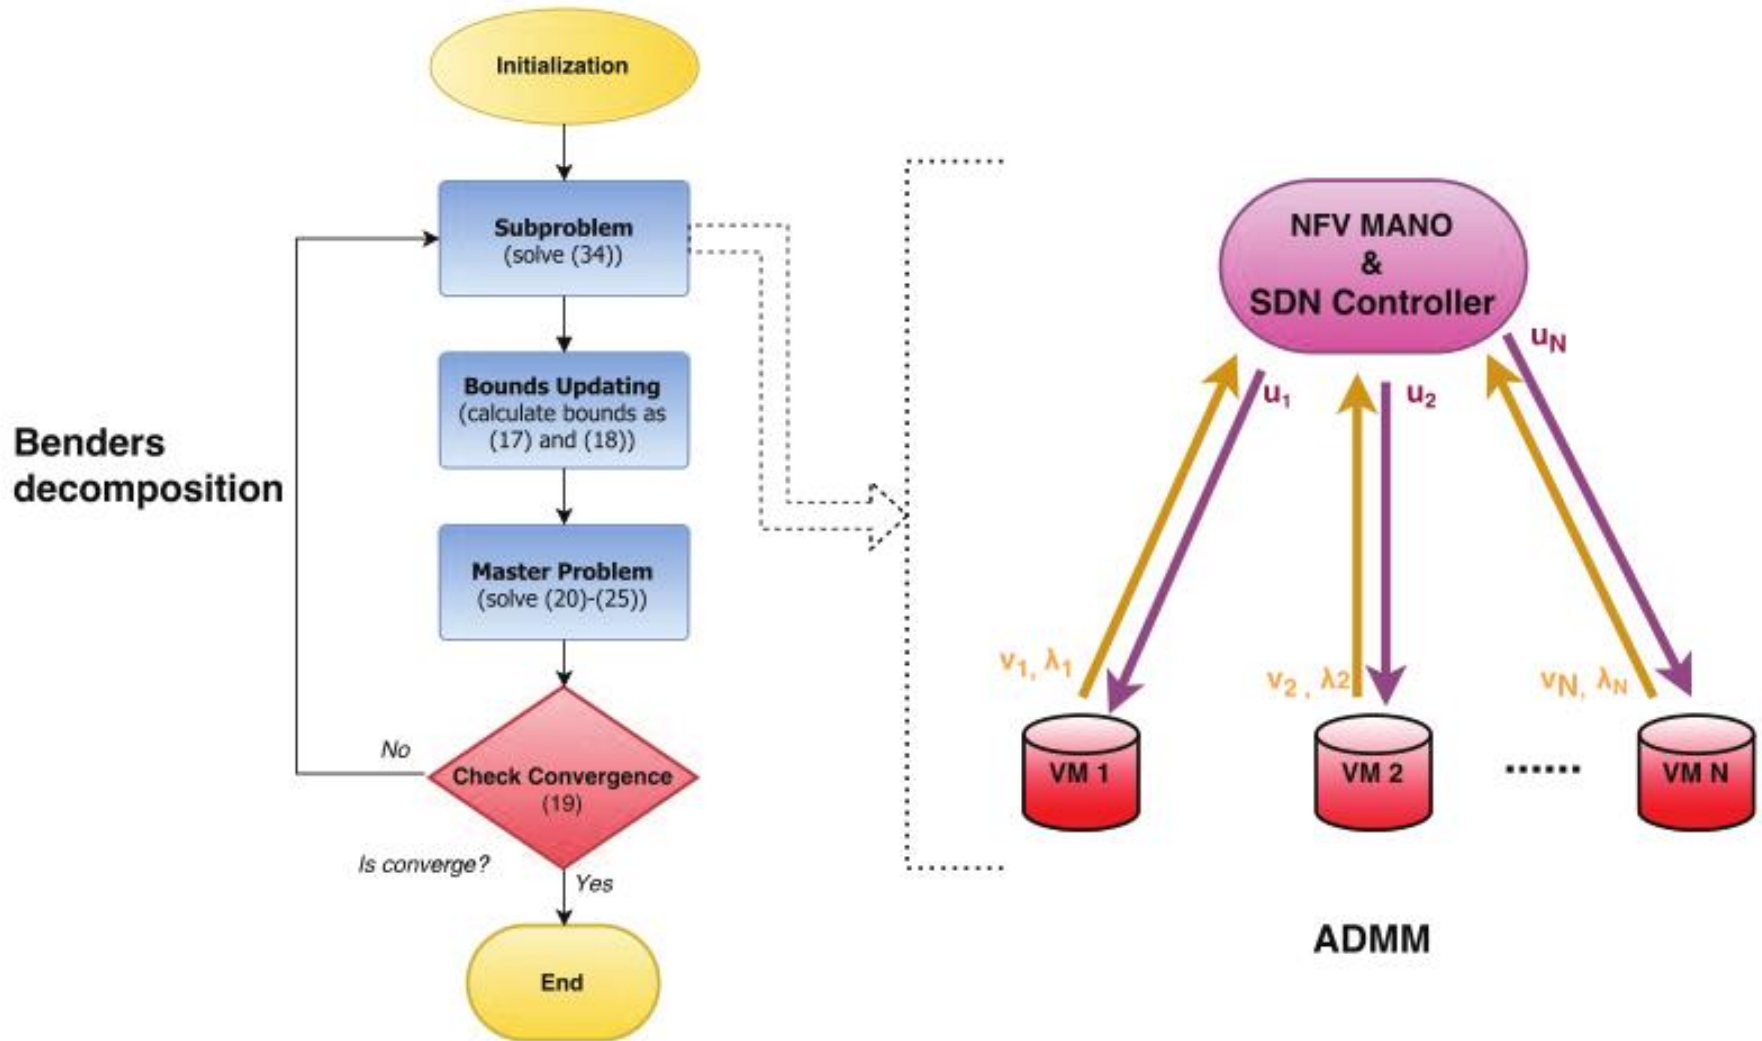 Initialization
Subproblem
(solve (34))
Bounds Updating
(calculate bounds as
(17) and (18))
Benders
decomposition
Master Problem
(solve (20)-(25))
No
Check Convergence
(19)
Is converge?
Yes
End
NFV MANO
&
SDN Controller
u1
u2
uN
v1, λ1
v2, λ2
vN, λN
VM 1
VM 2
......
VM N
ADMM